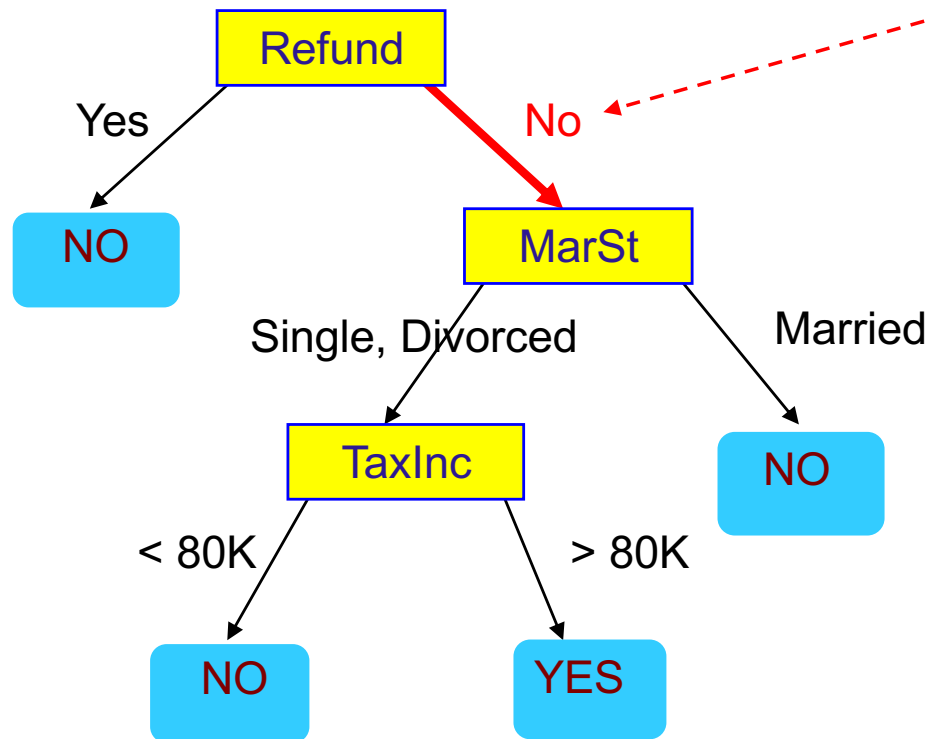 Refund
Yes
No
NO
MarSt
Single, Divorced
Married
TaxInc
NO
< 80K
> 80K
NO
YES